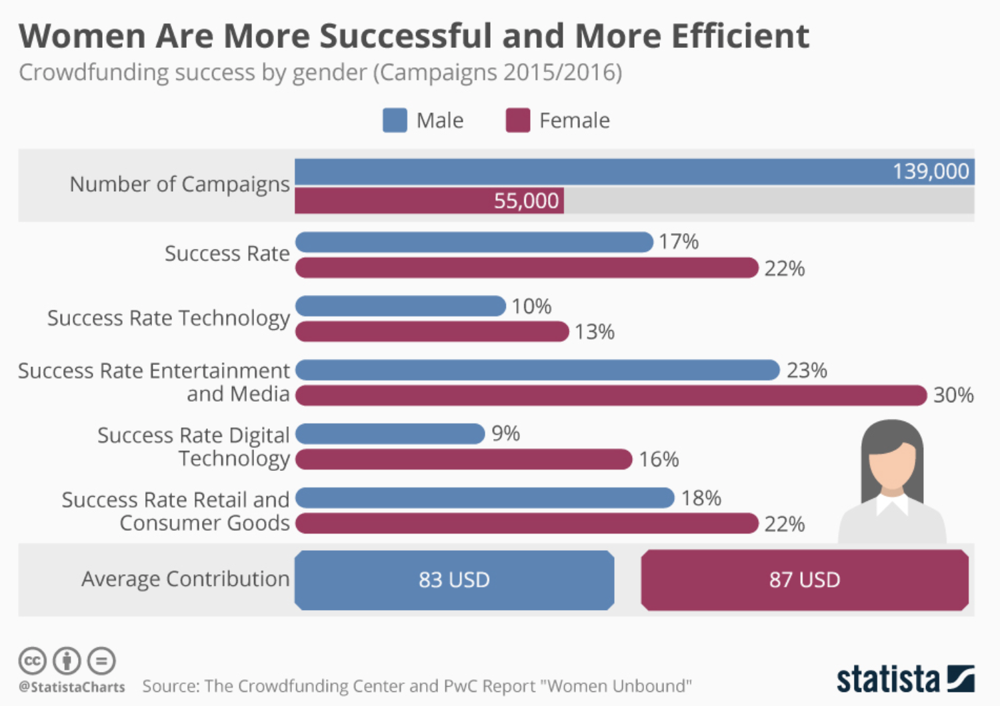 Women Are More Successful and More Efficient
Crowdfunding success by gender (Campaigns 2015/2016)
Male Female
Number of Campaigns
139,000
55,000
Success Rate
17%
22%
Success Rate Technology
10%
13%
Success Rate Entertainment
and Media
23%
30%
Success Rate Digital
Technology
9%
16%
Success Rate Retail and
Consumer Goods
18%
22%
Average Contribution
83 USD
87 USD
cc
@StatistaCharts
Source: The Crowdfunding Center and PwC Report "Women Unbound"
statista